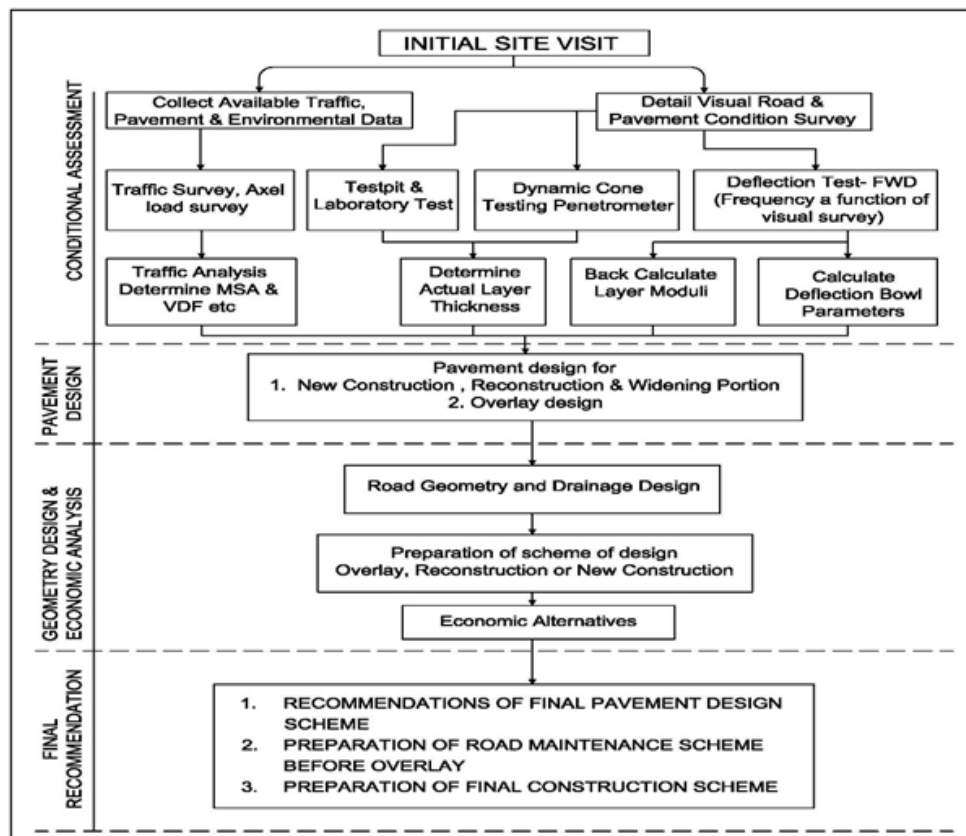 INITIAL SITE VISIT
CONDITIONAL ASSESSMENT
Collect Available Traffic,
Pavement & Environmental Data
Detail Visual Road &
Pavement Condition Survey
Traffic Survey, Axel
load survey
Testpit &
Laboratory Test
Dynamic Cone
Testing Penetrometer
Deflection Test- FWD
(Frequency a function of
visual survey)
Traffic Analysis
Determine MSA &
VDF etc
Determine
Actual Layer
Thickness
Back Calculate
Layer Moduli
Calculate
Deflection Bowl
Parameters
PAVEMENT
DESIGN
Pavement design for
1. New Construction , Reconstruction & Widening Portion
2. Overlay design
GEOMETRY DESIGN &
ECONOMIC ANALYSIS
Road Geometry and Drainage Design
Preparation of scheme of design
Overlay, Reconstruction or New Construction
Economic Alternatives
FINAL
RECOMMENDATION
1. RECOMMENDATIONS OF FINAL PAVEMENT DESIGN
SCHEME
2. PREPARATION OF ROAD MAINTENANCE SCHEME
BEFORE OVERLAY
3. PREPARATION OF FINAL CONSTRUCTION SCHEME